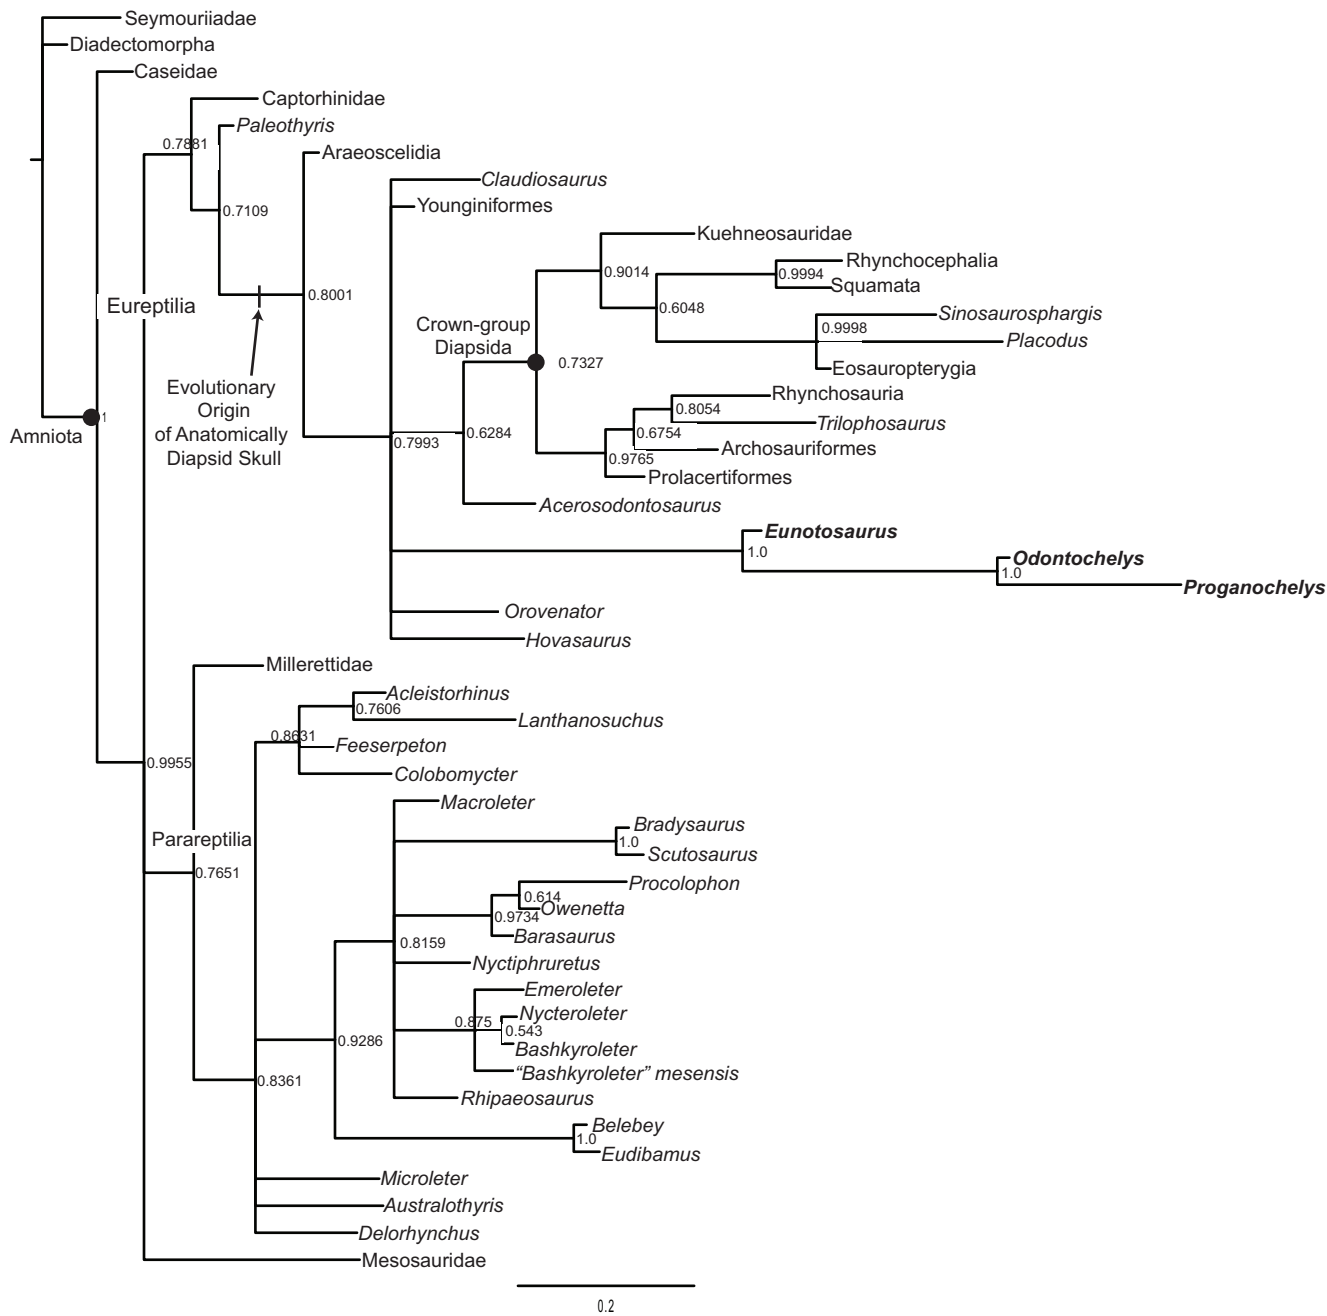 Seymouriiadae
Diadectomorpha
Caseidae
Captorhinidae
Paleothyris
0.7881
Araeoscelidia
Claudiosaurus
Younginiformes
0.7109
Kuehneosauridae
Rhynchocephalia
0.9014
0.9994
Squamata
0.8001
Eureptilia
0.6048
Sinosaurosphargis
Crown-group
Diapsida
0.9998
Placodus
0.7327
Eosauropterygia
Evolutionary
Origin
of Anatomically
Diapsid Skull
Rhynchosauria
0.8054
Trilophosaurus
Amniota
1
0.7993
0.6284
0.6754
Archosauriformes
0.9765
Prolacertiformes
Acerosodontosaurus
Eunotosaurus
1.0
Odontochelys
1.0
Proganochelys
Orovenator
Hovasaurus
Millerettidae
Acleistorhinus
0.7606
Lanthanosuchus
0.8631
Feeserpeton
0.9955
Colobomycter
Macroleter
Bradysaurus
Parareptilia
1.0
Scutosaurus
0.7651
Procolophon
0.614
Owenetta
0.9734
Barasaurus
0.8159
Nyctiphruretus
Emeroleter
Nycteroleter
0.875
0.543
0.9286
Bashkyroleter
“Bashkyroleter” mesensis
0.8361
Rhipaeosaurus
Belebey
1.0
Eudibamus
Microleter
Australothyris
Delorhynchus
Mesosauridae
0.2